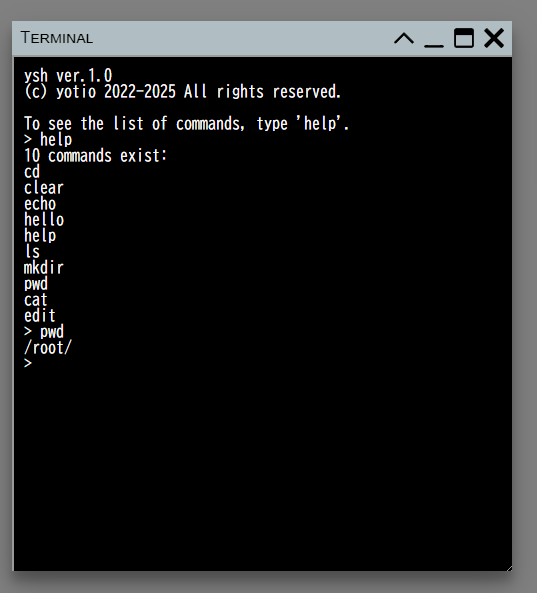 Terminal
ysh ver.1.0
(c) yotio 2022-2025 All rights reserved.
To see the list of commands, type 'help'.
> help
10 commands exist:
cd
clear
echo
hello
help
ls
mkdir
pwd
cat
edit
> pwd
/root/
>